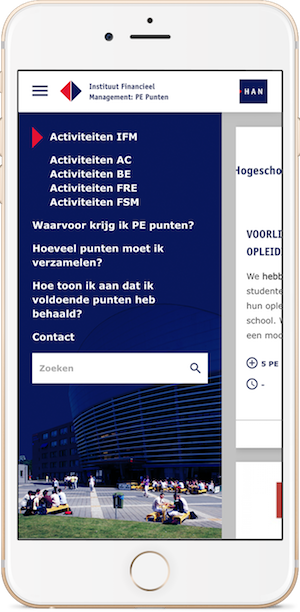 Instituut Financieel
Management: PE Punten
HAN
Activiteiten IFM
Activiteiten AC
Activiteiten BE
Activiteiten FRE
Activiteiten FSM
Waarvoor krijg ik PE punten?
Hoeveel punten moet ik
verzamelen?
Hoe toon ik aan dat ik
voldoende punten heb
behaald?
Contact
Zoeken
Hogescho
VOORLI
OPLEID
We hebb
studente
hun ople
school. W
een mod
5 PE
-